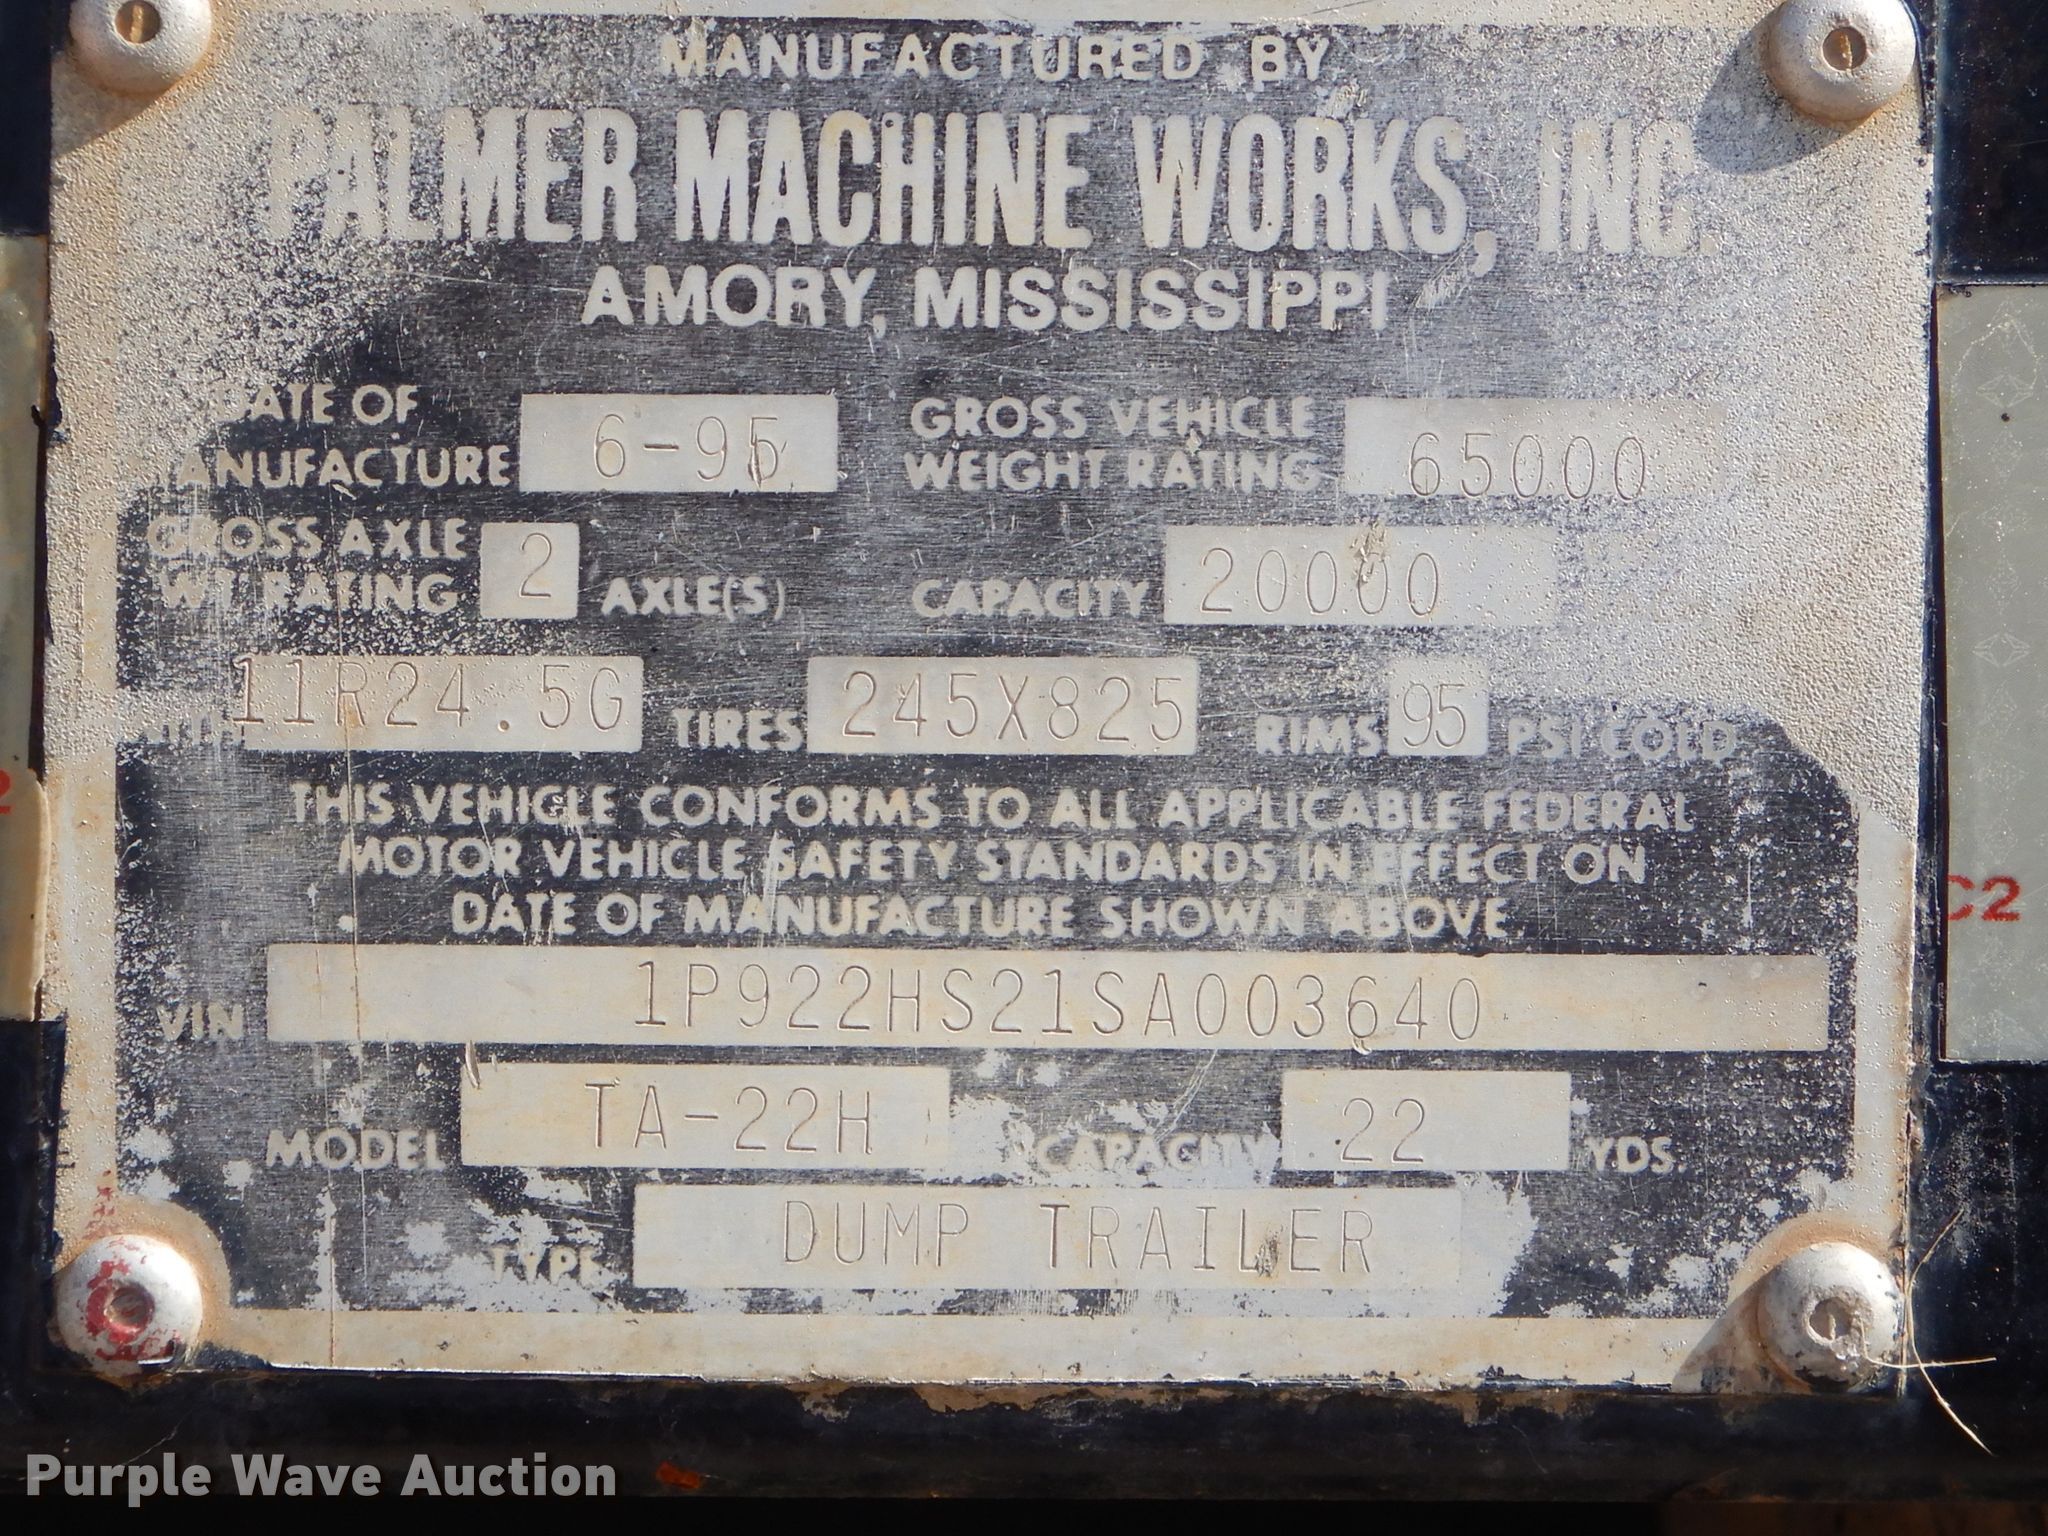 MANUFACTURED BY
PALMER MACHINE WORKS, INC.
AMORY, MISSISSIPPI
DATE OF MANUFACTURE 6-95
GROSS VEHICLE WEIGHT RATING 65000
GROSS AXLE WT. RATING 2 AXLE(S) CAPACITY 20000
WITH 11R24.5G TIRES 245X825 RIMS 95 PSI COLD
THIS VEHICLE CONFORMS TO ALL APPLICABLE FEDERAL
MOTOR VEHICLE SAFETY STANDARDS IN EFFECT ON
DATE OF MANUFACTURE SHOWN ABOVE.
VIN 1P922HS21SA003640
MODEL TA-22H CAPACITY 22 YDS.
TYPE DUMP TRAILER
C2
Purple Wave Auction